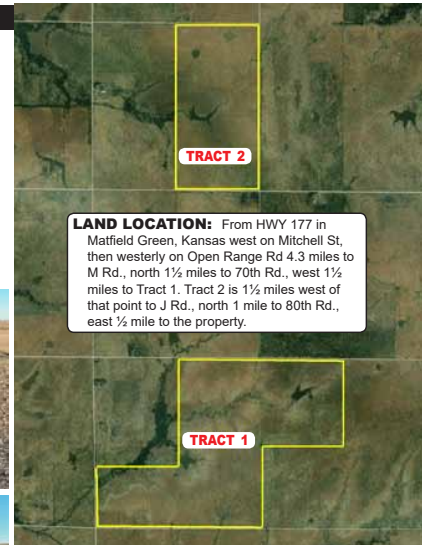 TRACT 2
LAND LOCATION: From HWY 177 in
Matfield Green, Kansas west on Mitchell St,
then westerly on Open Range Rd 4.3 miles to
M Rd., north 1½ miles to 70th Rd., west 1½
miles to Tract 1. Tract 2 is 1½ miles west of
that point to J Rd., north 1 mile to 80th Rd.,
east ½ mile to the property.
TRACT 1